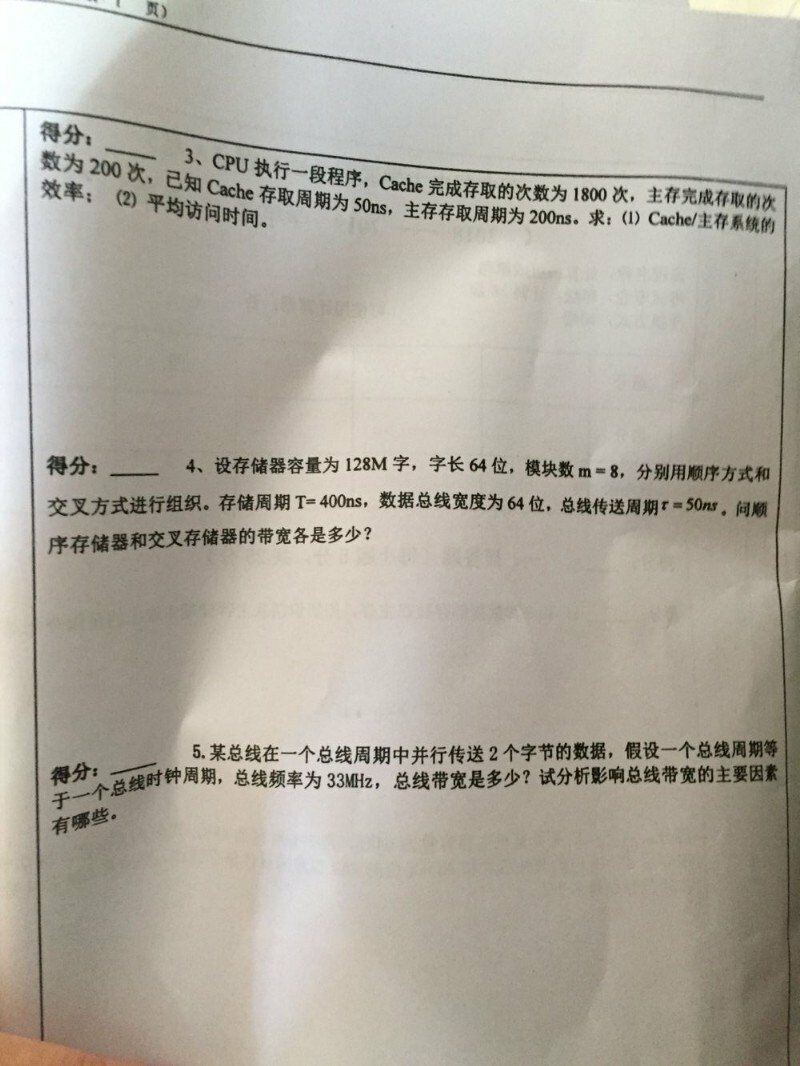 页）
得分：____ 3、CPU 执行一段程序，Cache 完成存取的次数为 1800 次，主存完成存取的次
数为 200 次，已知 Cache 存取周期为 50ns，主存存取周期为 200ns。求：⑴ Cache/主存系统的
效率；⑵ 平均访问时间。
得分：____ 4、设存储器容量为 128M 字，字长 64 位，模块数 m = 8，分别用顺序方式和
交叉方式进行组织。存储周期 T= 400ns，数据总线宽度为 64 位，总线传送周期 τ = 50ns 。问顺
序存储器和交叉存储器的带宽各是多少？
得分：____ 5.某总线在一个总线周期中并行传送 2 个字节的数据，假设一个总线周期等
于一个总线时钟周期，总线频率为 33MHz，总线带宽是多少？试分析影响总线带宽的主要因素
有哪些。